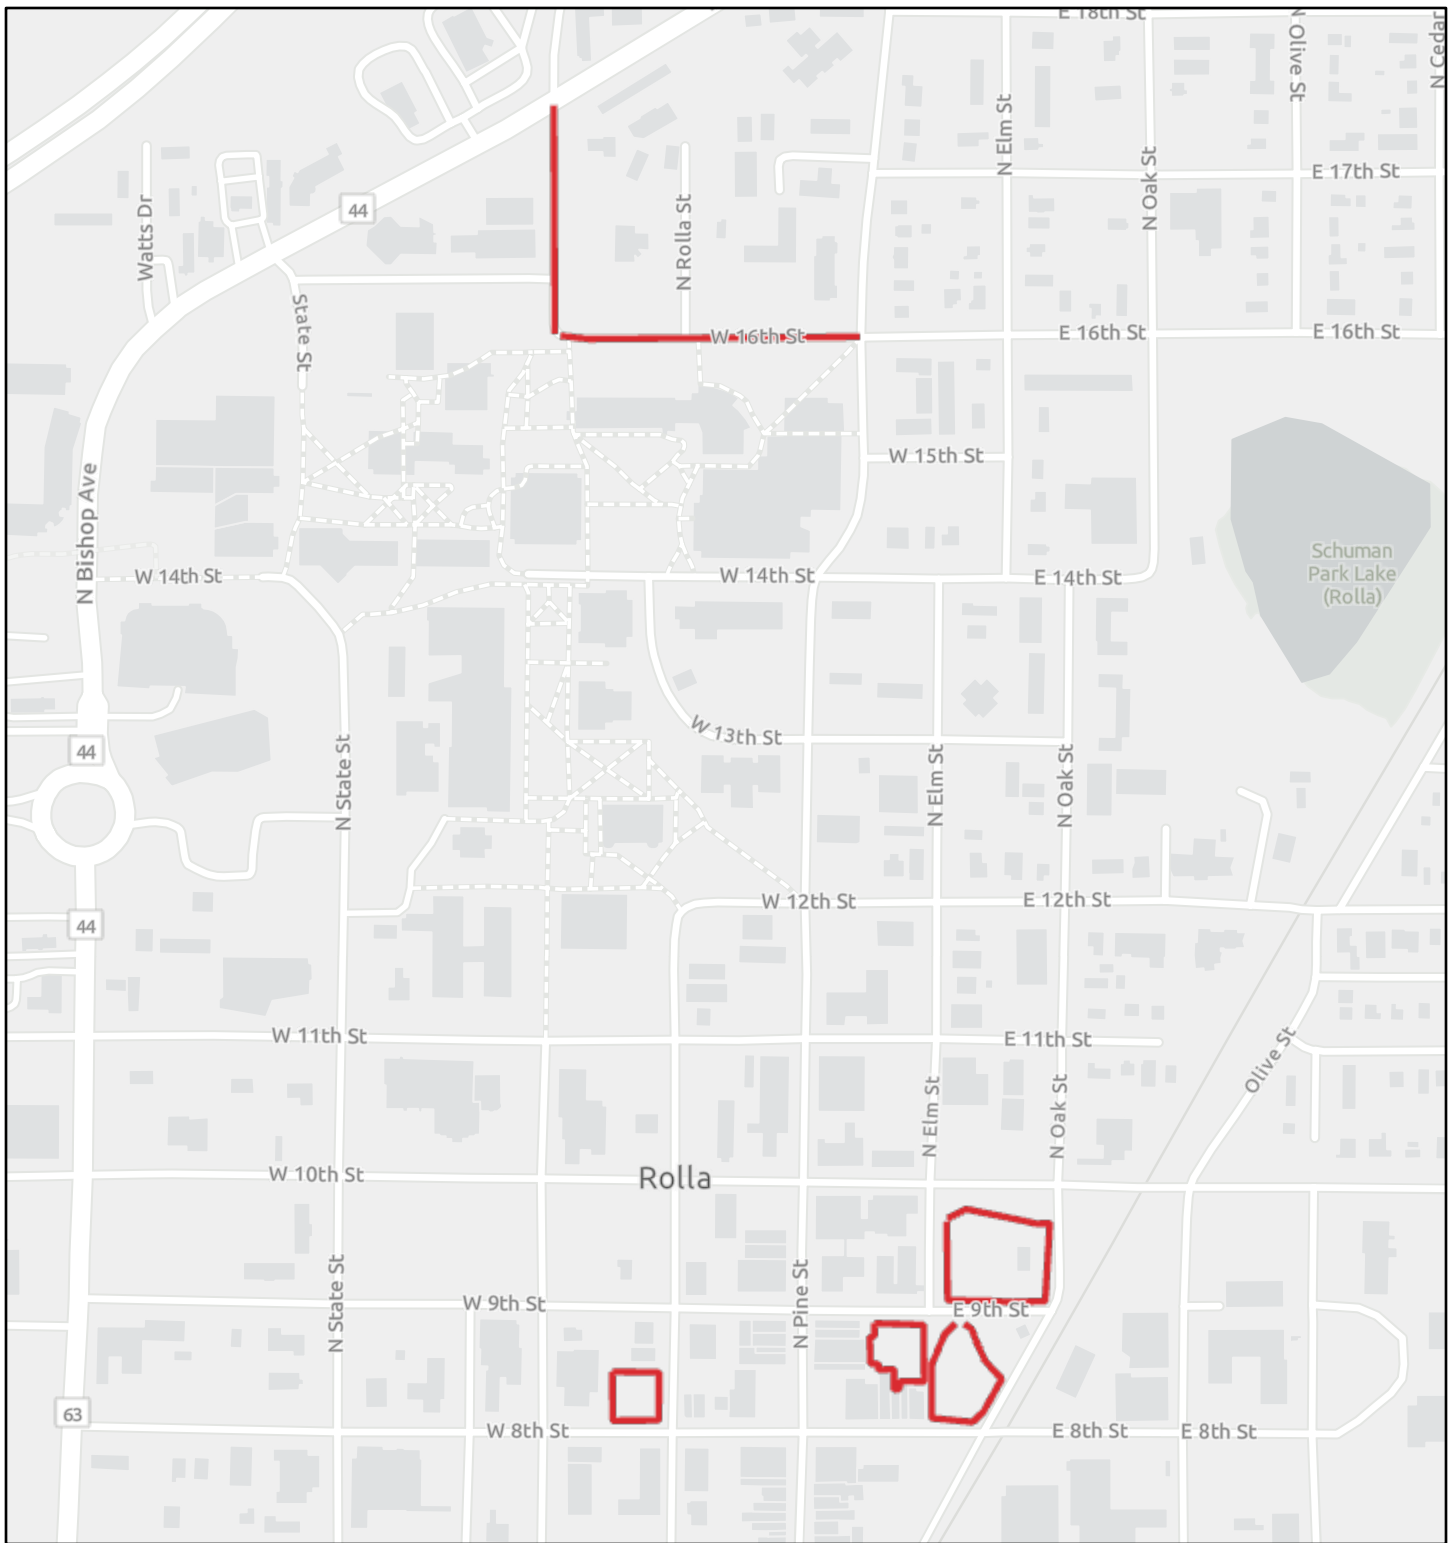 E 18th St
N Olive St
N Cedar
N Elm St
N Oak St
E 17th St
44
Watts Dr
N Rolla St
State St
W 16th St
E 16th St
E 16th St
W 15th St
N Bishop Ave
Schuman
Park Lake
(Rolla)
W 14th St
W 14th St
E 14th St
W 13th St
44
N State St
N Elm St
N Oak St
W 12th St
E 12th St
44
W 11th St
E 11th St
Olive St
N Elm St
N Oak St
W 10th St
Rolla
N State St
N Pine St
W 9th St
E 9th St
63
W 8th St
E 8th St
E 8th St